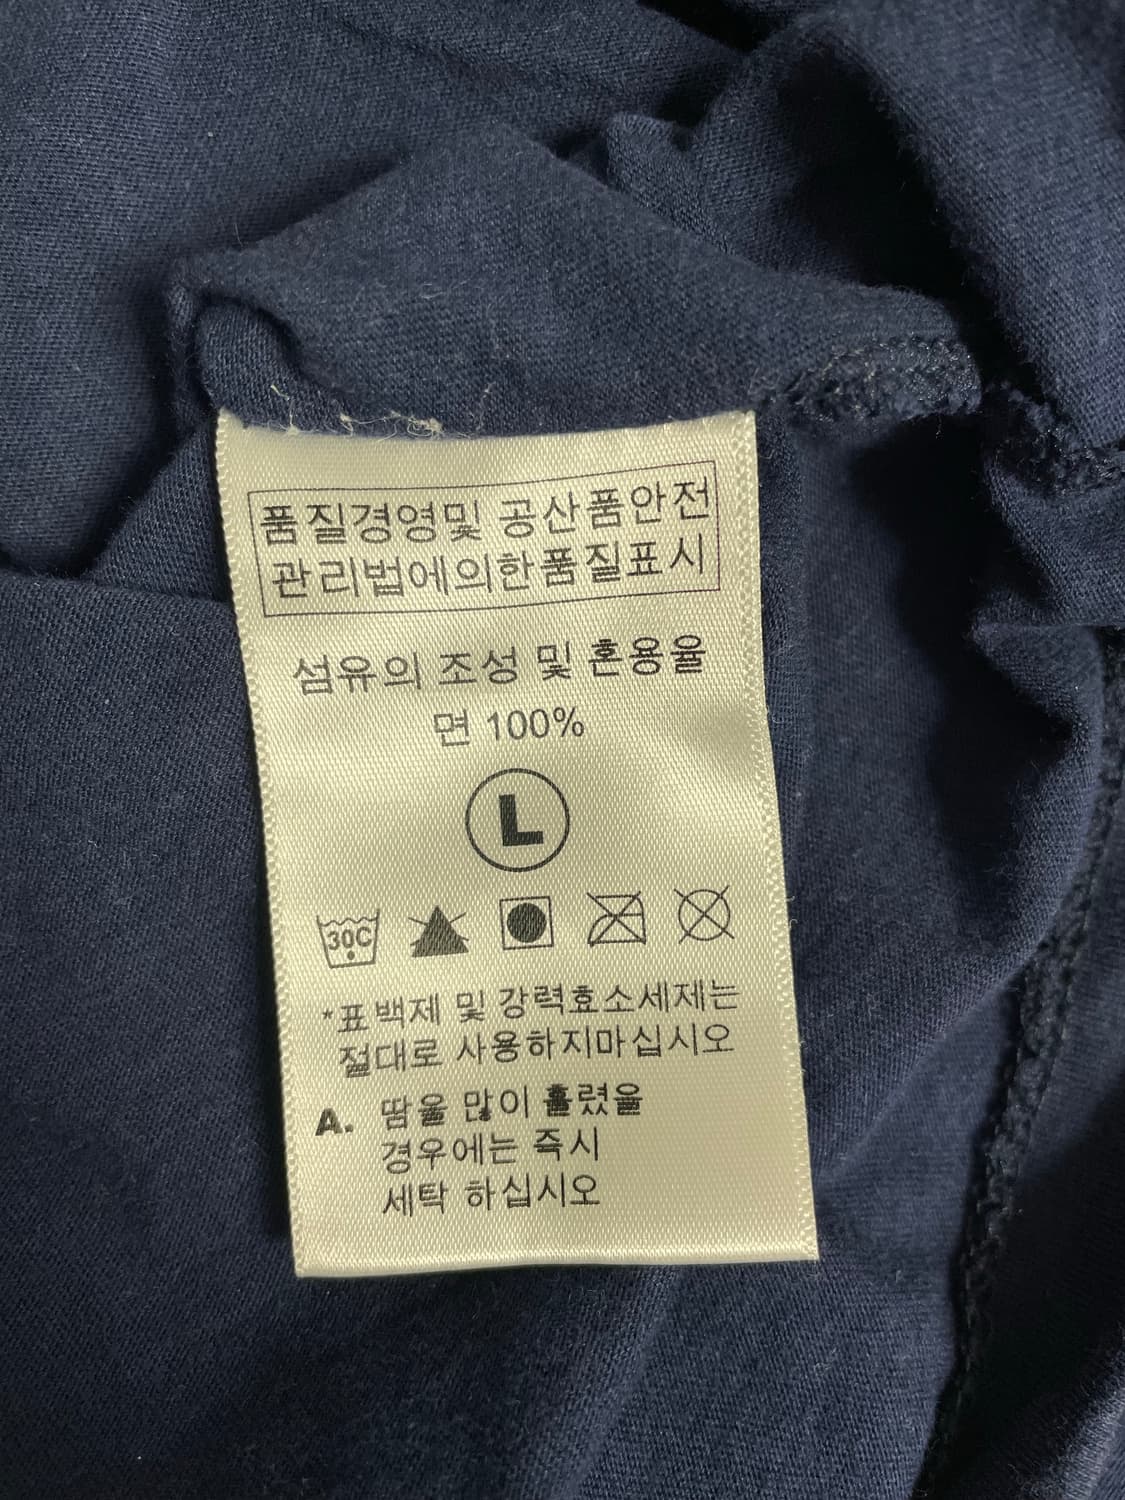 품질경영및 공산품안전
관리법에의한품질표시
섬유의 조성 및 혼용율
면 100%
L
30C
*표백제 및 강력효소세제는
절대로 사용하지마십시오
A. 땀을 많이 흘렸을
경우에는 즉시
세탁 하십시오